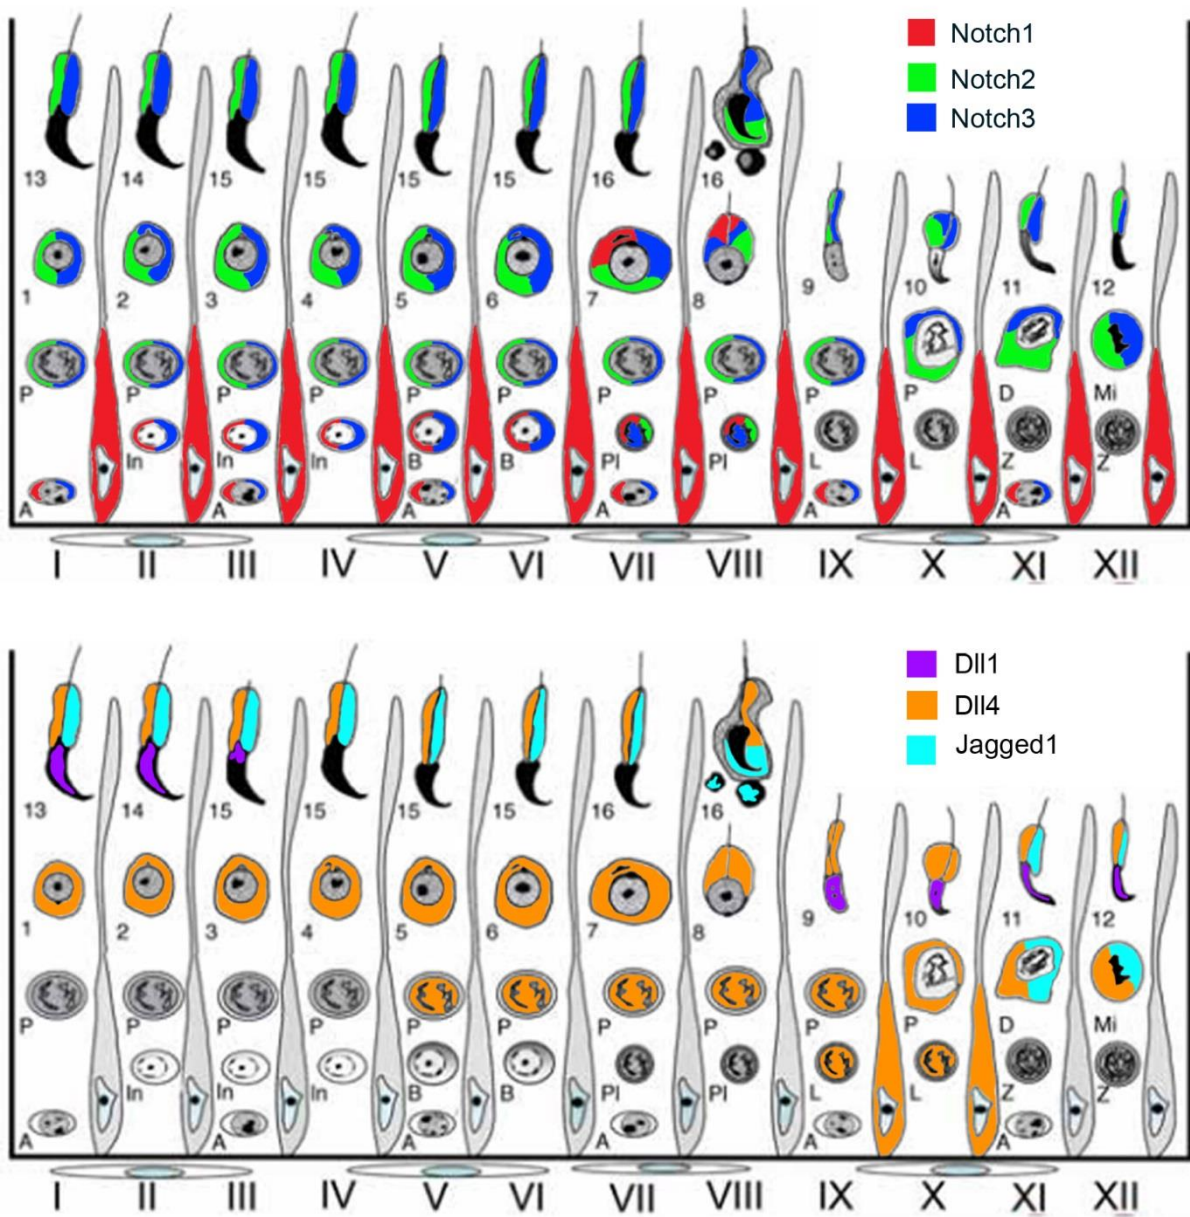 Notch1
Notch2
Notch3
13 14 15 15 15 15 16 16
1 2 3 4 5 6 7 8 9 10 11 12
P P P P P P P P P P D Mi
In In In B B Pl Pl L L Z Z
A A A A A A
I II III IV V VI VII VIII IX X XI XII
Dll1
Dll4
Jagged1
13 14 15 15 15 15 16 16
1 2 3 4 5 6 7 8 9 10 11 12
P P P P P P P P P P D Mi
In In In B B Pl Pl L L Z Z
A A A A A A
I II III IV V VI VII VIII IX X XI XII